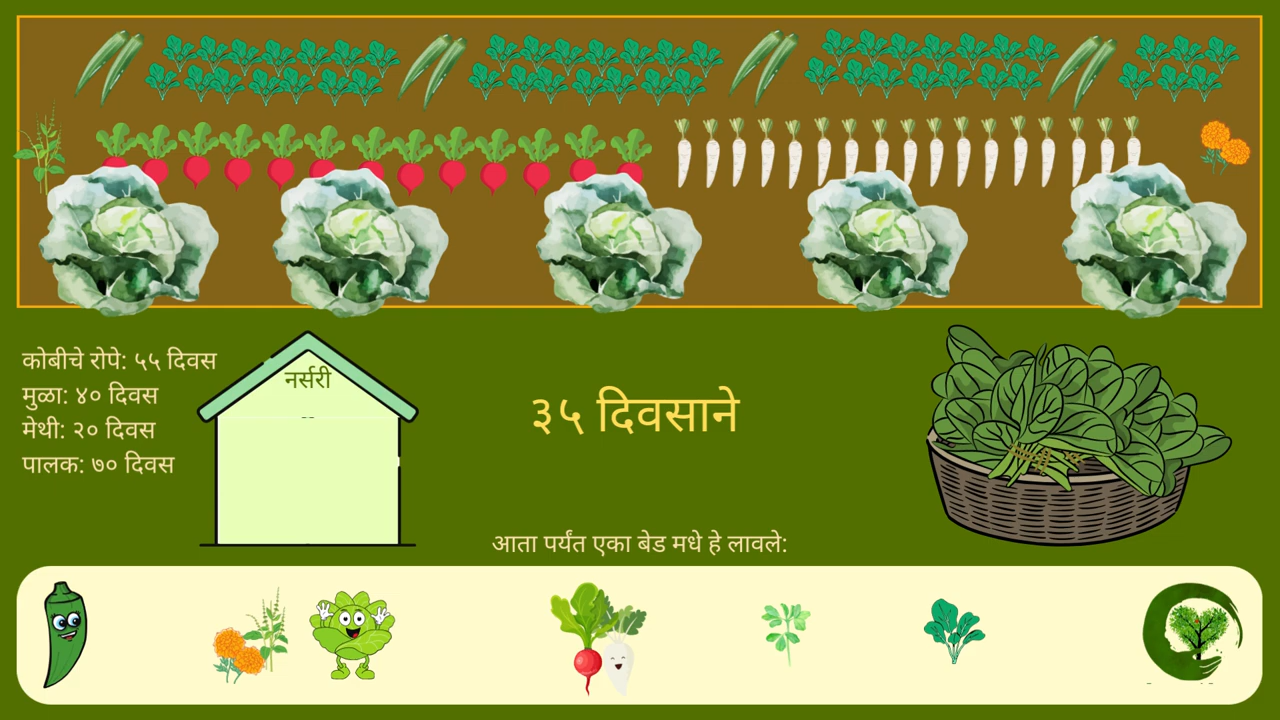 कोबीचे रोपे: ५५ दिवस
मुळा: ४० दिवस
मेथी: २० दिवस
पालक: ७० दिवस
नर्सरी
३५ दिवसाने
आता पर्यंत एका बेड मधे हे लावले: